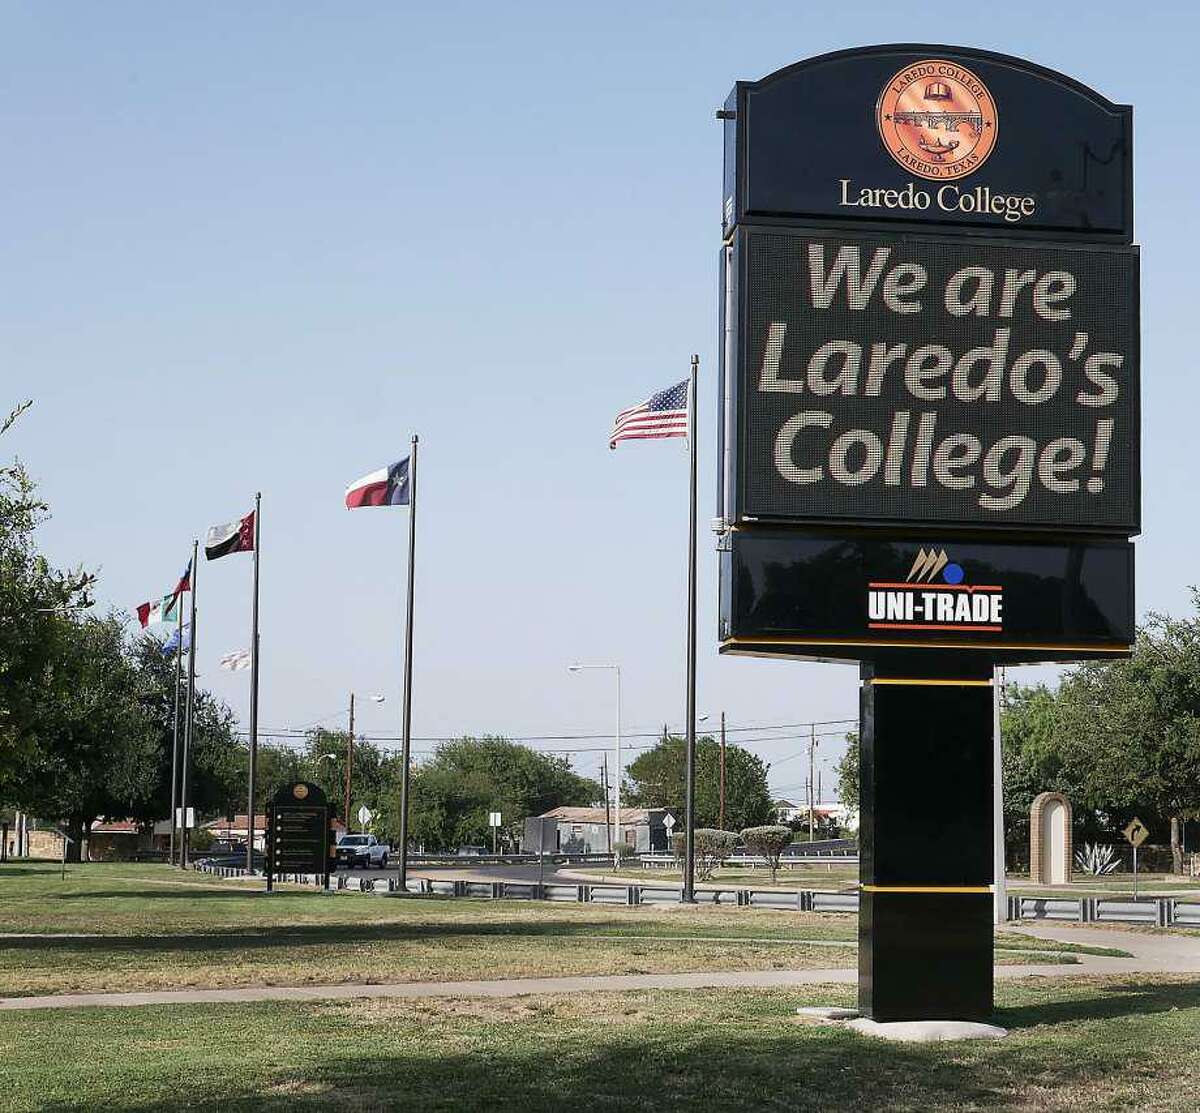 LAREDO COLLEGE
LAREDO, TEXAS
Laredo College
We are
Laredo's
College!
UNI-TRADE